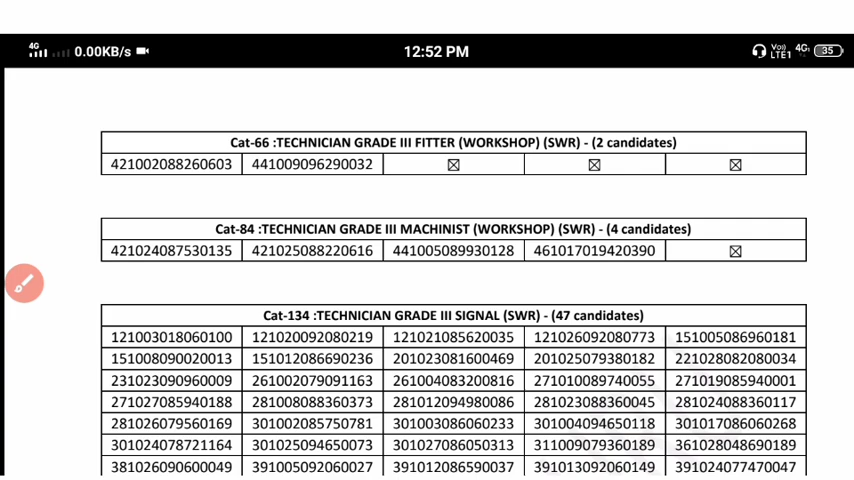 4G 0.00KB/s 12:52 PM Vo)) LTE1 4G 35
Cat-66 :TECHNICIAN GRADE III FITTER (WORKSHOP) (SWR) - (2 candidates)
421002088260603 441009096290032
Cat-84 :TECHNICIAN GRADE III MACHINIST (WORKSHOP) (SWR) - (4 candidates)
421024087530135 421025088220616 441005089930128 461017019420390
Cat-134 :TECHNICIAN GRADE III SIGNAL (SWR) - (47 candidates)
121003018060100 121020092080219 121021085620035 121026092080773 151005086960181
151008090020013 151012086690236 201023081600469 201025079380182 221028082080034
231023090960009 261002079091163 261004083200816 271010089740055 271019085940001
271027085940188 281008088360373 281012094980086 281023088360045 281024088360117
281026079560169 301002085750781 301003086060233 301004094650118 301017086060268
301024078721164 301025094650073 301027086050313 311009079360189 361028048690189
381026090600049 391005092060027 391012086590037 391013092060149 391024077470047